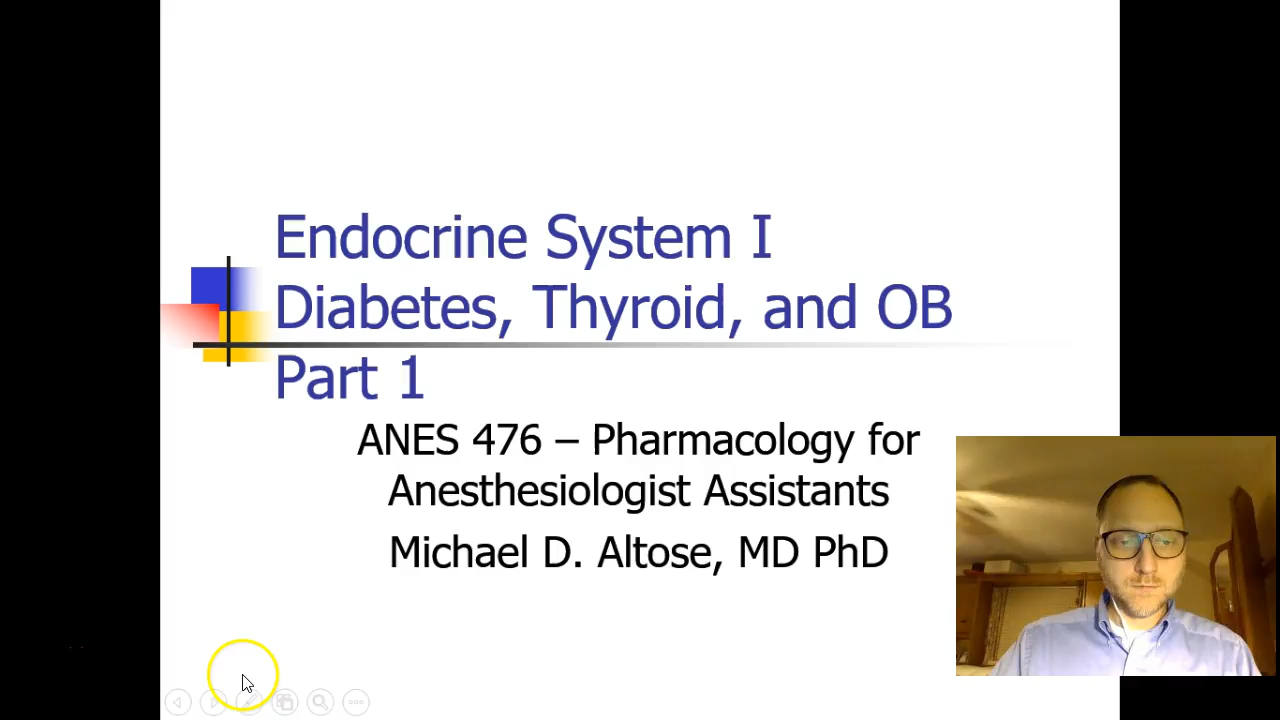 Endocrine System I
Diabetes, Thyroid, and OB
Part 1
ANES 476 – Pharmacology for
Anesthesiologist Assistants
Michael D. Altose, MD PhD